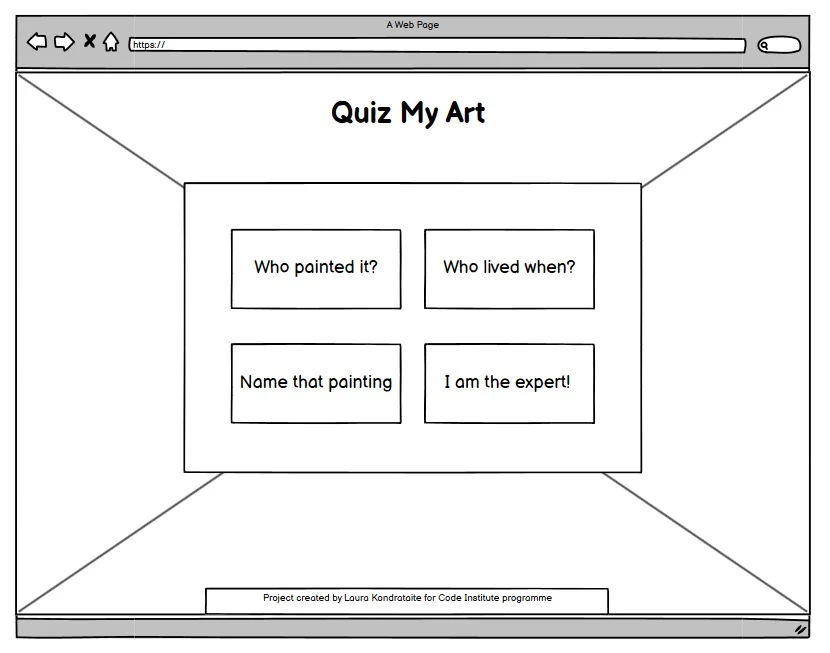 A Web Page
https://
Quiz My Art
Who painted it?
Who lived when?
Name that painting
I am the expert!
Project created by Laura Kondrataite for Code Institute programme